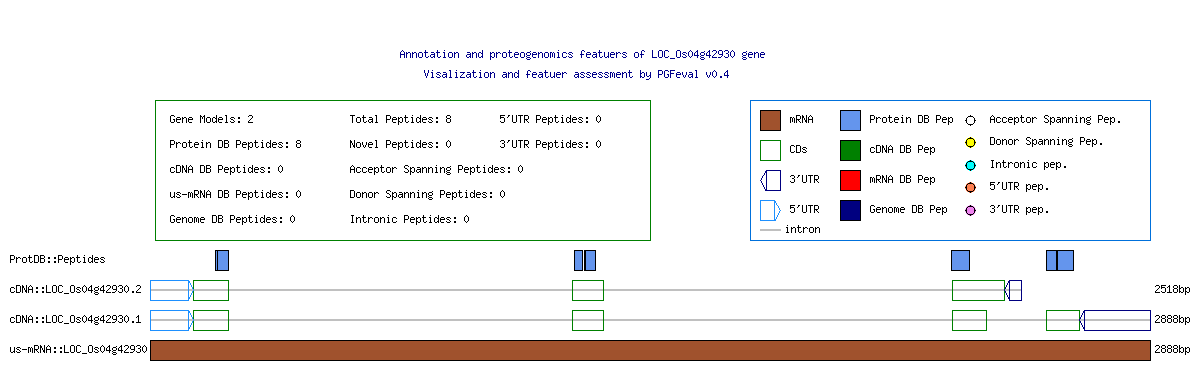 Annotation and proteogenomics featuers of LOC_Os04g42930 gene
Visalization and featuer assessment by PGFeval v0.4
Gene Models: 2 Total Peptides: 8 5'UTR Peptides: 0
Protein DB Peptides: 8 Novel Peptides: 0 3'UTR Peptides: 0
cDNA DB Peptides: 0 Acceptor Spanning Peptides: 0
us-mRNA DB Peptides: 0 Donor Spanning Peptides: 0
Genome DB Peptides: 0 Intronic Peptides: 0
mRNA Protein DB Pep Acceptor Spanning Pep.
CDs cDNA DB Pep Donor Spanning Pep.
3'UTR mRNA DB Pep Intronic pep.
5'UTR Genome DB Pep 5'UTR pep.
intron 3'UTR pep.
ProtDB::Peptides
cDNA::LOC_Os04g42930.2 2518bp
cDNA::LOC_Os04g42930.1 2888bp
us-mRNA::LOC_Os04g42930 2888bp